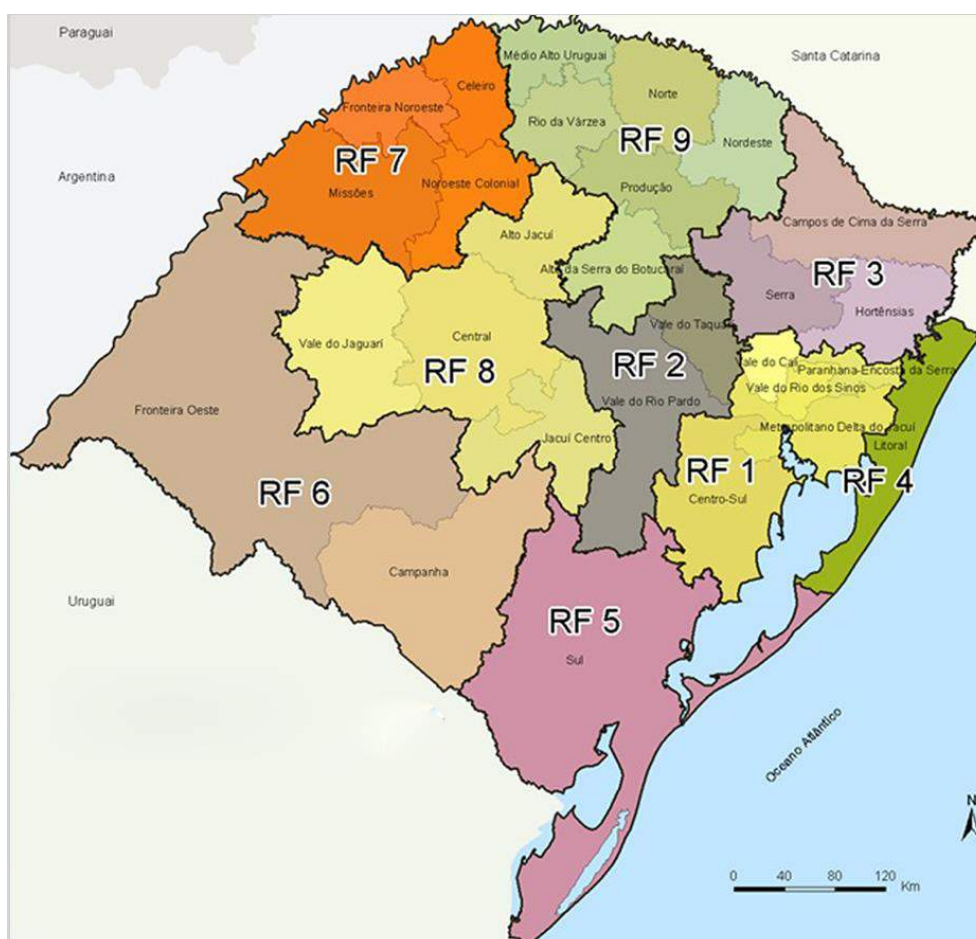 Paraguai
Santa Catarina
Médio Alto Uruguai
Celeiro
Norte
Fronteira Noroeste
Rio da Várzea
RF 9
Nordeste
RF 7
Argentina
Missões
Noroeste Colonial
Produção
Campos de Cima da Serra
Alto Jacuí
Alto da Serra do Botucaraí
RF 3
Serra
Hortênsias
Vale do Taquari
Central
Vale do Jaguarí
RF 8
RF 2
Vale do Caí
Paranhana-Encosta da Serra
Vale do Rio dos Sinos
Vale do Rio Pardo
Fronteira Oeste
Metropolitano Delta do Jacuí
Jacuí Centro
Litoral
RF 1
RF 4
RF 6
Centro-Sul
Campanha
Uruguai
RF 5
Sul
Oceano Atlântico
N
0 40 80 120
Km